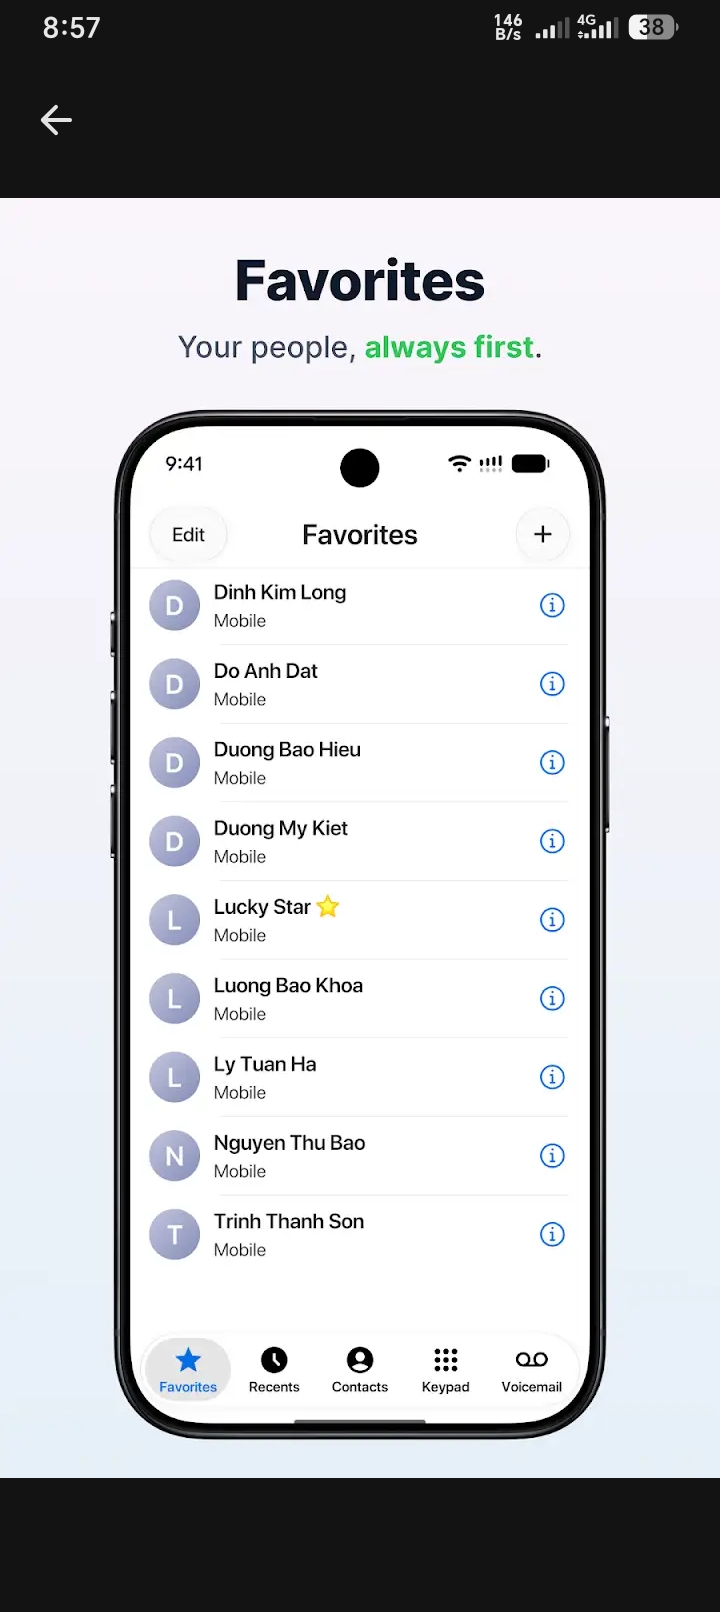 8:57
146 B/s
4G
38
Favorites
Your people, always first.
9:41
Edit
Favorites
+
D
Dinh Kim Long
Mobile
D
Do Anh Dat
Mobile
D
Duong Bao Hieu
Mobile
D
Duong My Kiet
Mobile
L
Lucky Star ⭐
Mobile
L
Luong Bao Khoa
Mobile
L
Ly Tuan Ha
Mobile
N
Nguyen Thu Bao
Mobile
T
Trinh Thanh Son
Mobile
Favorites Recents Contacts Keypad Voicemail